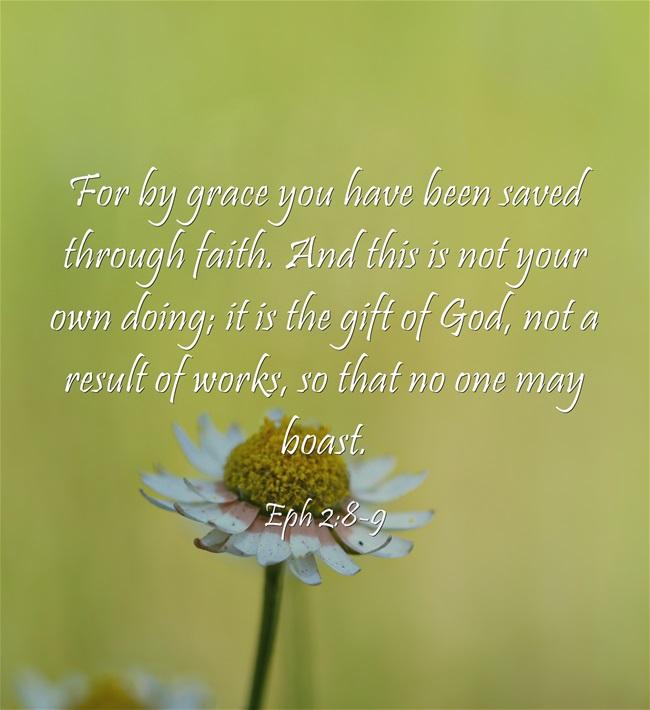 For by grace you have been saved
through faith. And this is not your
own doing; it is the gift of God, not a
result of works, so that no one may
boast.
Eph 2:8-9